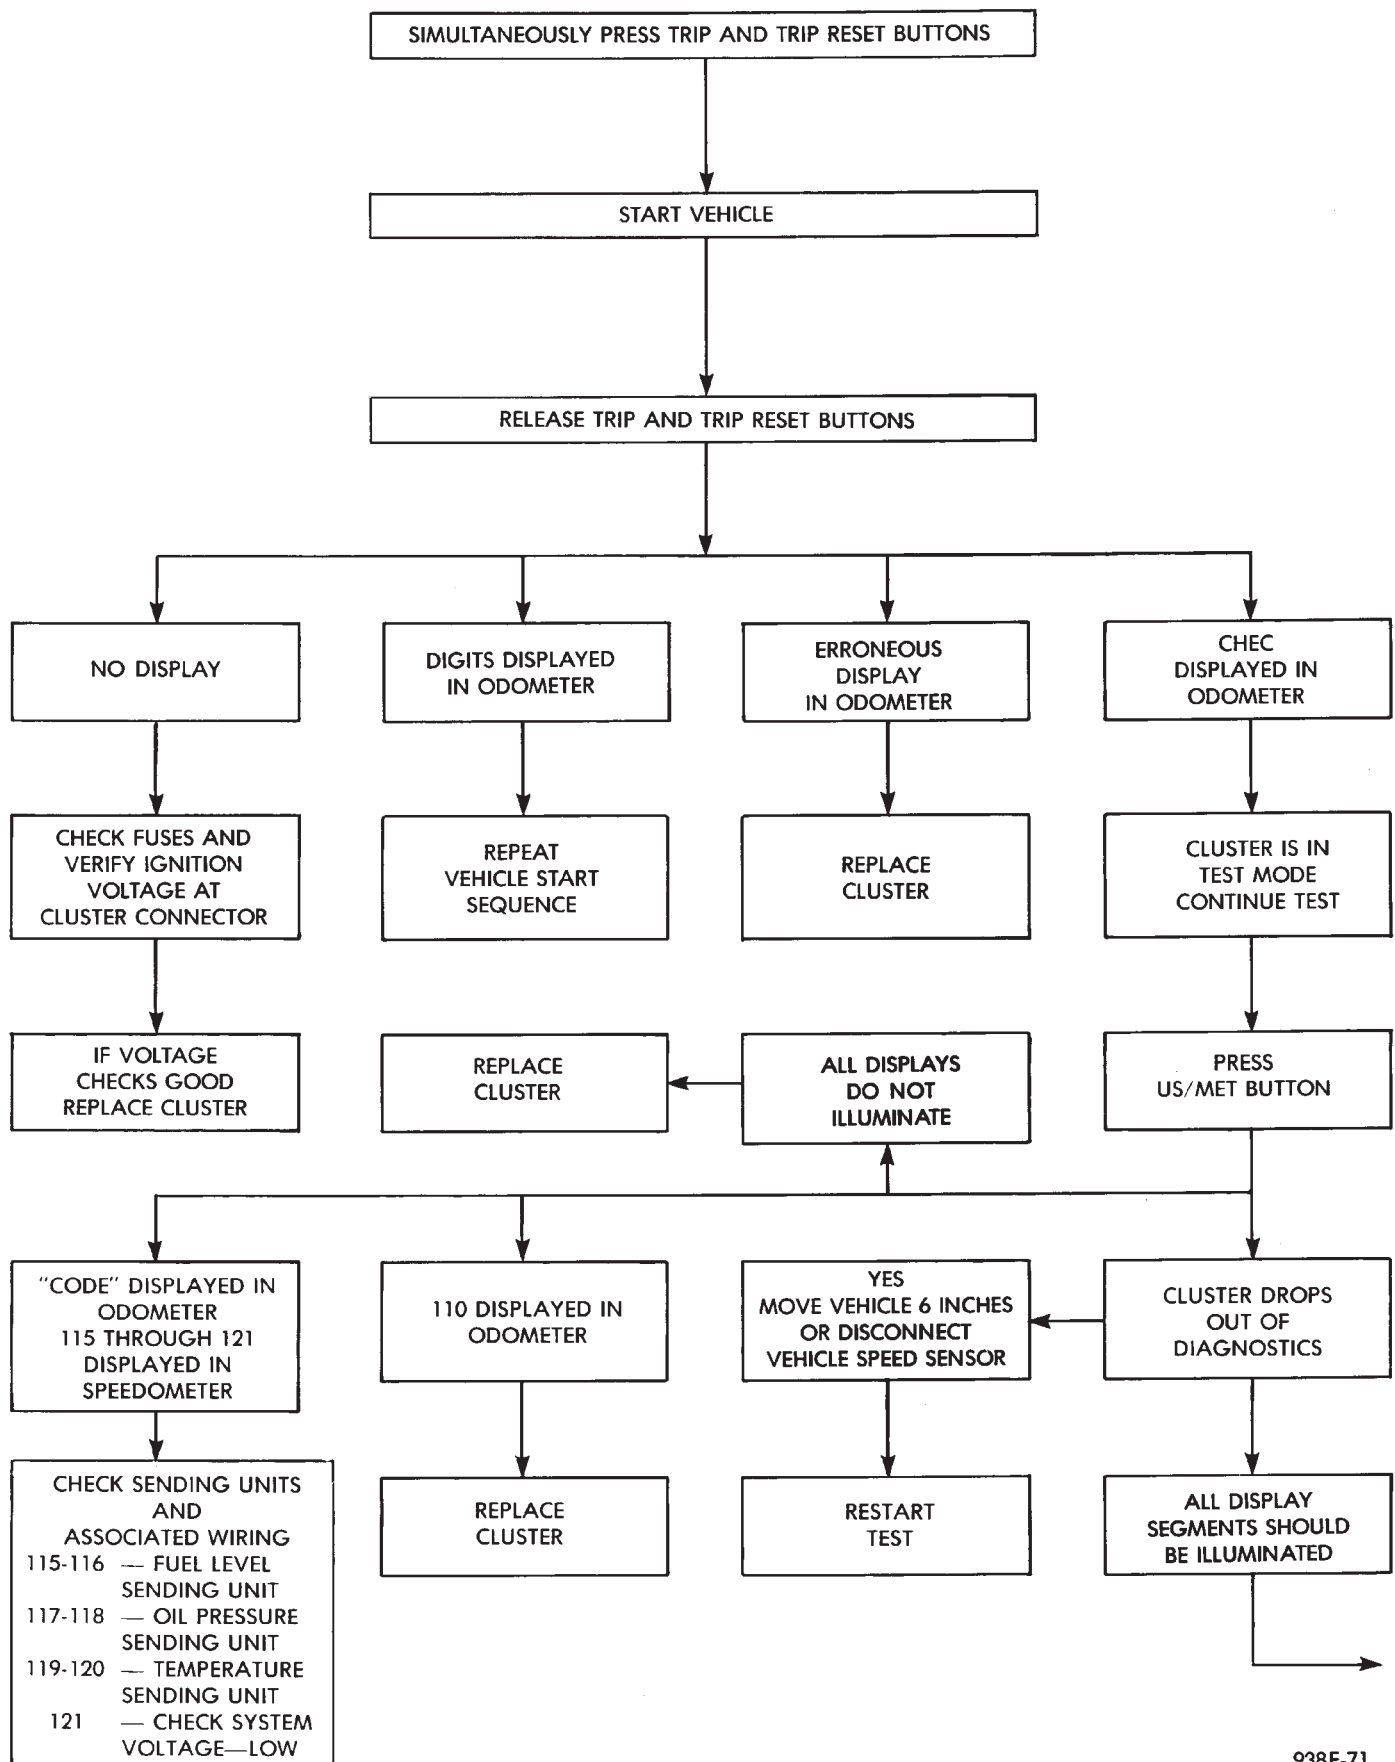 SIMULTANEOUSLY PRESS TRIP AND TRIP RESET BUTTONS
START VEHICLE
RELEASE TRIP AND TRIP RESET BUTTONS
NO DISPLAY
DIGITS DISPLAYED
IN ODOMETER
ERRONEOUS
DISPLAY
IN ODOMETER
CHEC
DISPLAYED IN
ODOMETER
CHECK FUSES AND
VERIFY IGNITION
VOLTAGE AT
CLUSTER CONNECTOR
REPEAT
VEHICLE START
SEQUENCE
REPLACE
CLUSTER
CLUSTER IS IN
TEST MODE
CONTINUE TEST
IF VOLTAGE
CHECKS GOOD
REPLACE CLUSTER
REPLACE
CLUSTER
ALL DISPLAYS
DO NOT
ILLUMINATE
PRESS
US/MET BUTTON
"CODE" DISPLAYED IN
ODOMETER
115 THROUGH 121
DISPLAYED IN
SPEEDOMETER
110 DISPLAYED IN
ODOMETER
YES
MOVE VEHICLE 6 INCHES
OR DISCONNECT
VEHICLE SPEED SENSOR
CLUSTER DROPS
OUT OF
DIAGNOSTICS
CHECK SENDING UNITS
AND
ASSOCIATED WIRING
115-116 — FUEL LEVEL
SENDING UNIT
117-118 — OIL PRESSURE
SENDING UNIT
119-120 — TEMPERATURE
SENDING UNIT
121 — CHECK SYSTEM
VOLTAGE—LOW
REPLACE
CLUSTER
RESTART
TEST
ALL DISPLAY
SEGMENTS SHOULD
BE ILLUMINATED
938E-71